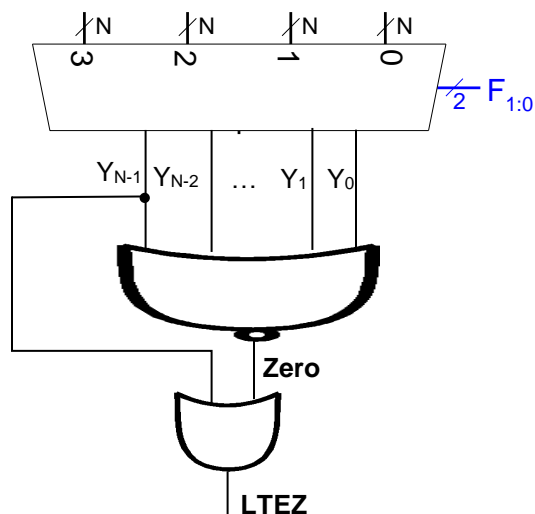 N N N N
3 2 1 0
2 F1:0
YN-1 YN-2 ... Y1 Y0
Zero
LTEZ